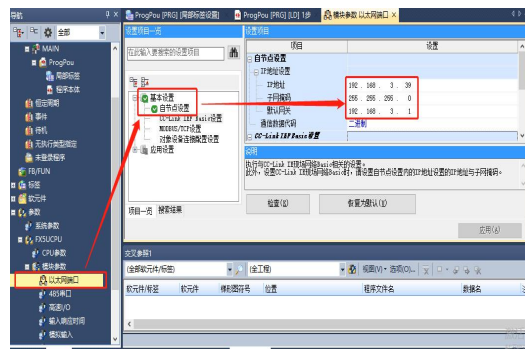 导航
全部
MAIN
ProgPou
局部标签
程序本体
恒定周期
事件
待机
无执行类型指定
未登录程序
FB/FUN
标签
软元件
参数
系统参数
FX5UCPU
CPU参数
模块参数
以太网端口
485串口
高速I/O
输入响应时间
模拟输入
ProgPou [PRG] [局部标签设置]
ProgPou [PRG] [LD] 1步
模块参数 以太网端口
设置项目一览
在此输入要搜索的设置项目
基本设置
自节点设置
CC-Link IEF Basic设置
MODBUS/TCP设置
对象设备连接配置设置
应用设置
项目一览
搜索结果
设置项目
项目
设置
自节点设置
IP地址设置
IP地址
192 . 168 . 3 . 39
子网掩码
255 . 255 . 255 . 0
默认网关
192 . 168 . 3 . 1
通信数据代码
二进制
CC-Link IEF Basic设置
说明
执行与CC-Link IE现场网络Basic相关的设置。
此外，设置CC-Link IE现场网络Basic时，请设置自节点设置内的IP地址设置的IP地址与子网掩码。
检查(K)
恢复为默认(U)
应用(A)
交叉参照1
(全部软元件/标签)
(全工程)
视图(V)
选项(O)...
软元件/标签
软元件
梯形图符号
位置
程序文件名
数据名